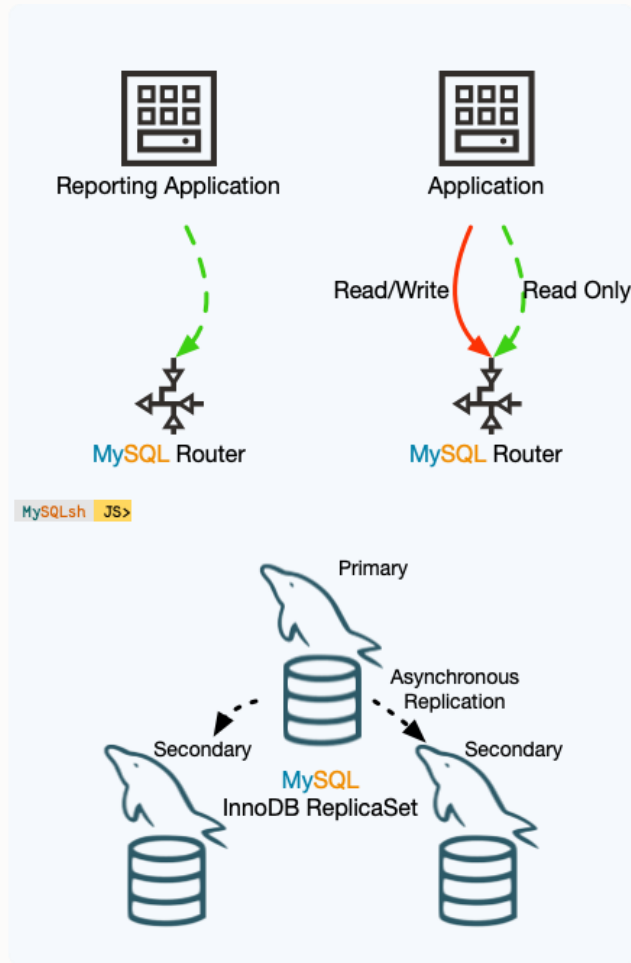 Reporting Application
Application
Read/Write
Read Only
MySQL Router
MySQL Router
MySQLsh JS>
Primary
Asynchronous
Replication
Secondary
Secondary
MySQL
InnoDB ReplicaSet